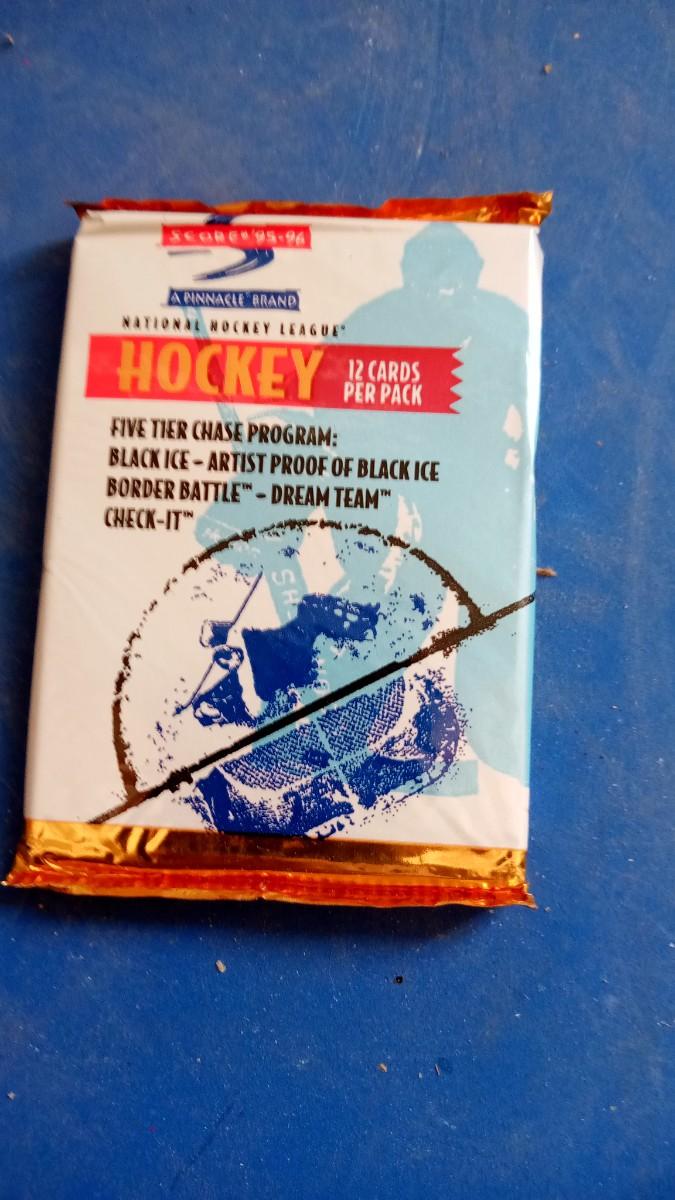 SCORE® '95-96
A PINNACLE® BRAND
NATIONAL HOCKEY LEAGUE®
HOCKEY
12 CARDS
PER PACK
FIVE TIER CHASE PROGRAM:
BLACK ICE – ARTIST PROOF OF BLACK ICE
BORDER BATTLE™ – DREAM TEAM™
CHECK-IT™